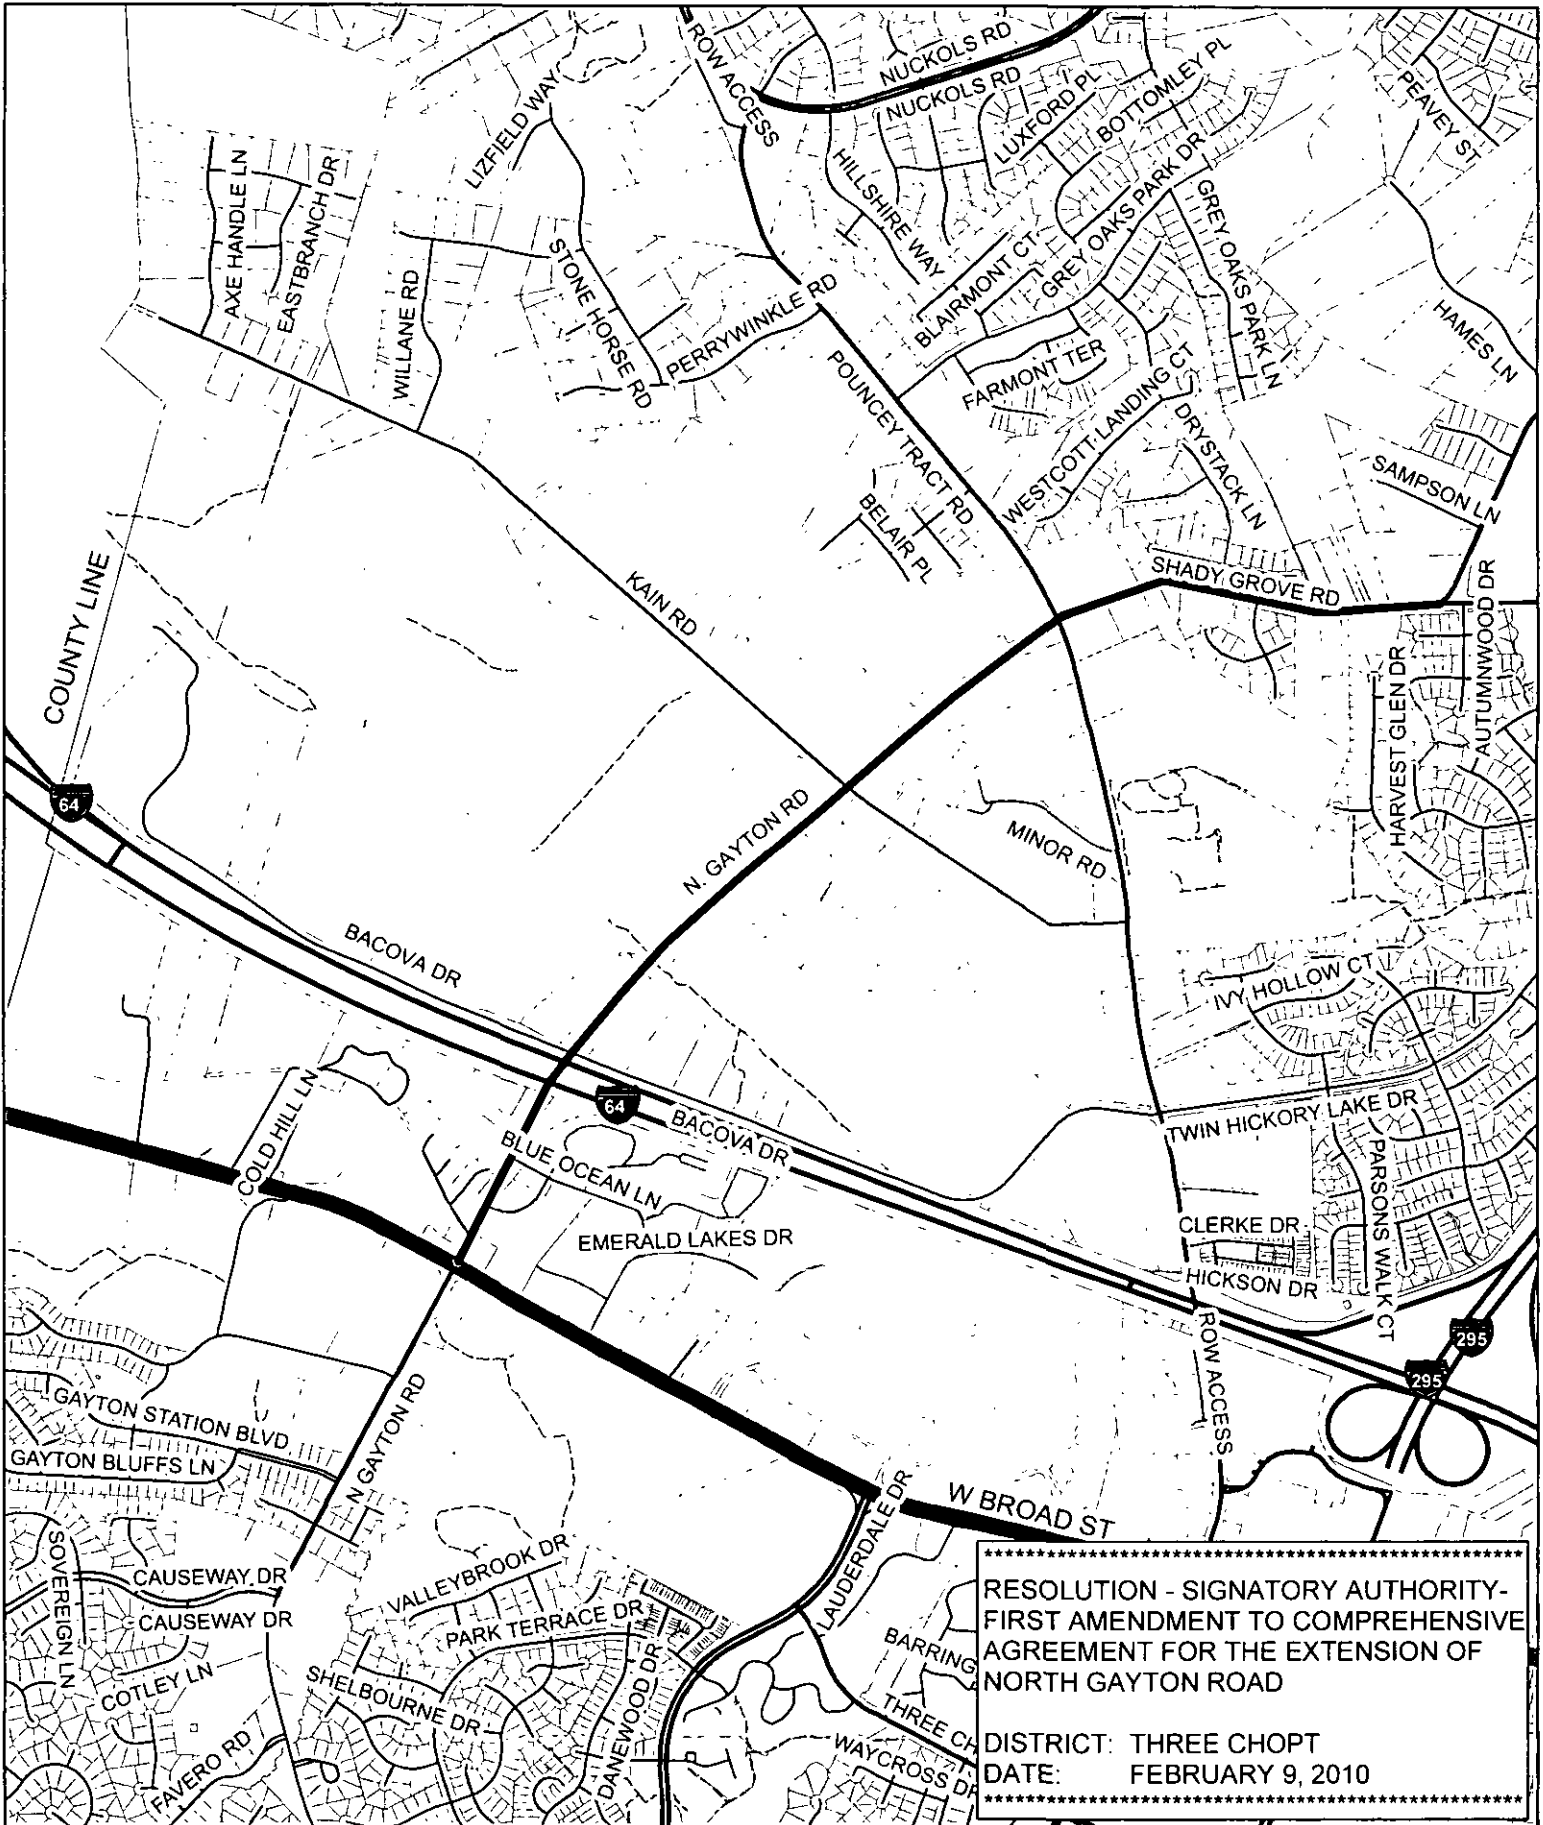 ROW ACCESS
NUCKOLS RD
NUCKOLS RD
LUXFORD PL
BOTTOMLEY PL
PEAVEY ST
LIZFIELD WAY
AXE HANDLE LN
EASTBRANCH DR
HILLSHIRE WAY
GREY OAKS PARK DR
GREY OAKS PARK LN
BLAIRMONT CT
WILLANE RD
STONE HORSE RD
PERRYWINKLE RD
HAMES LN
FARMONT TER
POUNCEY TRACT RD
WESTCOTT LANDING CT
DRYSTACK LN
SAMPSON LN
BELAIR PL
COUNTY LINE
KAIN RD
SHADY GROVE RD
AUTUMNWOOD DR
HARVEST GLEN DR
64
N. GAYTON RD
MINOR RD
BACOVA DR
IVY HOLLOW CT
COLD HILL LN
64
BACOVA DR
TWIN HICKORY LAKE DR
BLUE OCEAN LN
PARSONS WALK CT
EMERALD LAKES DR
CLERKE DR
HICKSON DR
ROW ACCESS
295
295
GAYTON STATION BLVD
GAYTON BLUFFS LN
N GAYTON RD
W BROAD ST
LAUDERDALE DR
SOVEREIGN LN
CAUSEWAY DR
CAUSEWAY DR
VALLEYBROOK DR
PARK TERRACE DR
COTLEY LN
SHELBOURNE DR
DANEWOOD DR
FAVERO RD
BARRING
THREE CH
WAYCROSS DR
RESOLUTION - SIGNATORY AUTHORITY-
FIRST AMENDMENT TO COMPREHENSIVE
AGREEMENT FOR THE EXTENSION OF
NORTH GAYTON ROAD
DISTRICT: THREE CHOPT
DATE: FEBRUARY 9, 2010